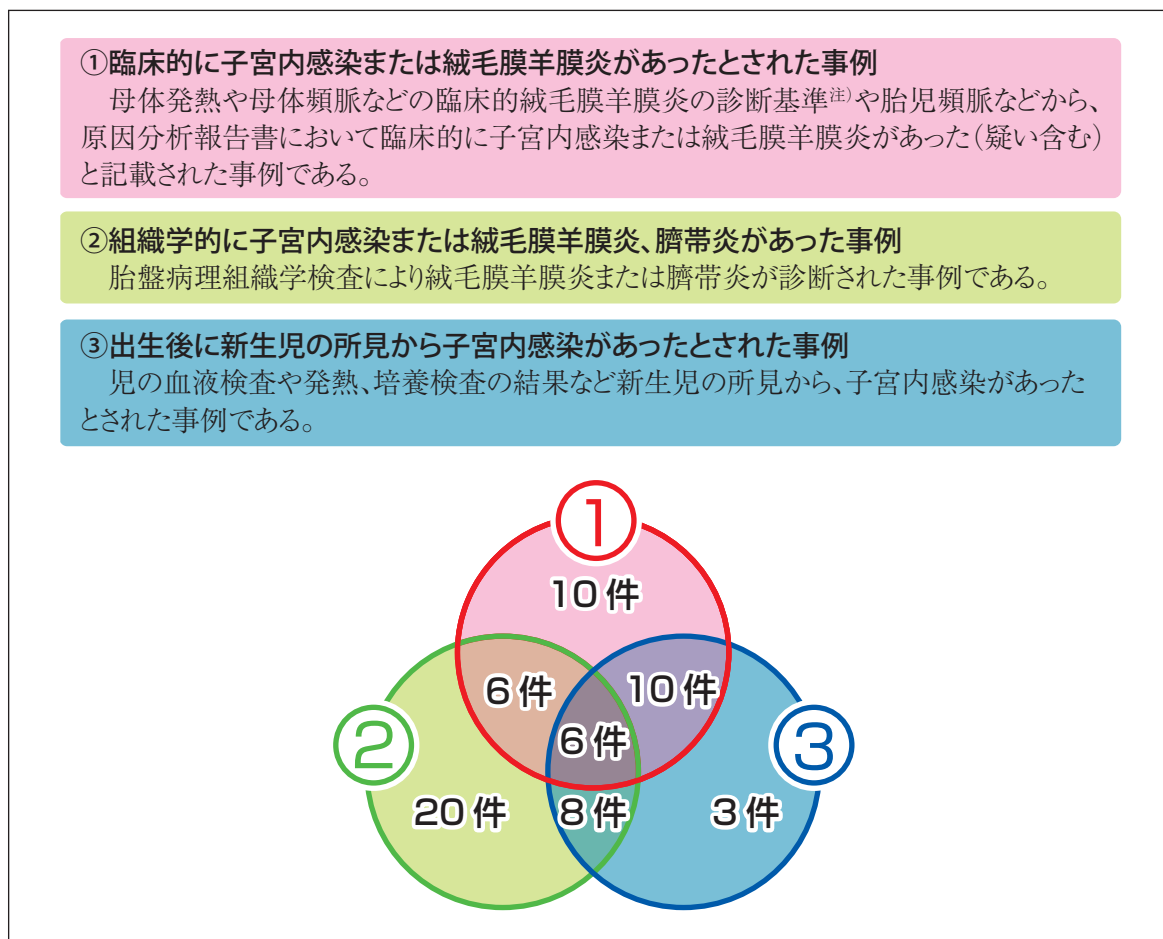 ①臨床的に子宮内感染または絨毛膜羊膜炎があったとされた事例
母体発熱や母体頻脈などの臨床的絨毛膜羊膜炎の診断基準注)や胎児頻脈などから、
原因分析報告書において臨床的に子宮内感染または絨毛膜羊膜炎があった(疑い含む)
と記載された事例である。
②組織学的に子宮内感染または絨毛膜羊膜炎、臍帯炎があった事例
胎盤病理組織学検査により絨毛膜羊膜炎または臍帯炎が診断された事例である。
③出生後に新生児の所見から子宮内感染があったとされた事例
児の血液検査や発熱、培養検査の結果など新生児の所見から、子宮内感染があった
とされた事例である。
1
10件
6件
10件
6件
2
3
20件
8件
3件